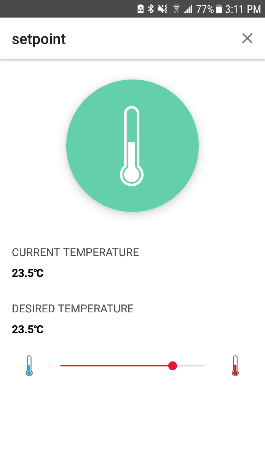 77% 3:11 PM
setpoint
CURRENT TEMPERATURE
23.5℃
DESIRED TEMPERATURE
23.5℃